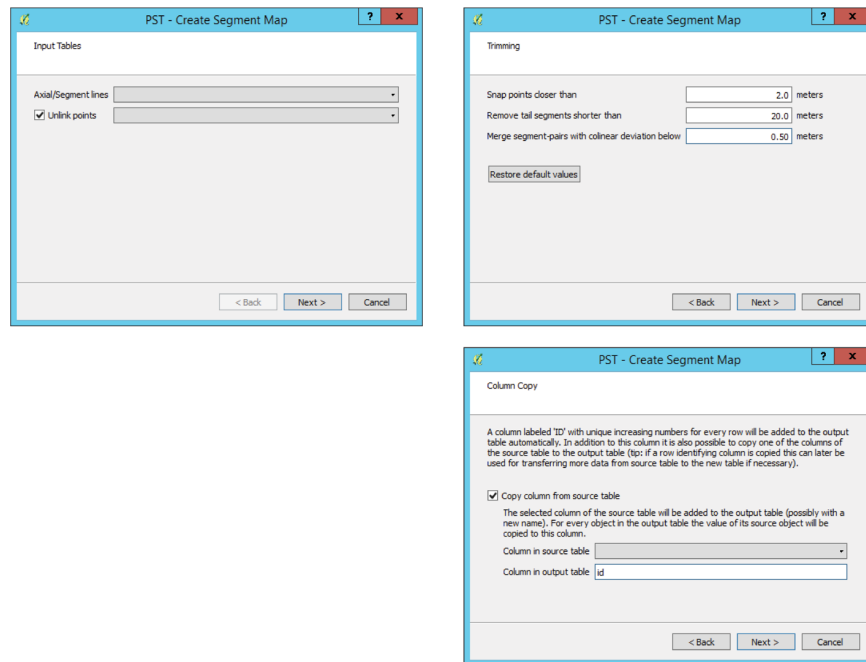 PST - Create Segment Map
? x
Input Tables
Axial/Segment lines
Unlink points
< Back Next > Cancel
PST - Create Segment Map
? x
Trimming
Snap points closer than 2.0 meters
Remove tail segments shorter than 20.0 meters
Merge segment-pairs with colinear deviation below 0.50 meters
Restore default values
< Back Next > Cancel
PST - Create Segment Map
? x
Column Copy
A column labeled 'ID' with unique increasing numbers for every row will be added to the output
table automatically. In addition to this column it is also possible to copy one of the columns of
the source table to the output table (tip: if a row identifying column is copied this can later be
used for transferring more data from source table to the new table if necessary).
Copy column from source table
The selected column of the source table will be added to the output table (possibly with a
new name). For every object in the output table the value of its source object will be
copied to this column.
Column in source table
Column in output table id
< Back Next > Cancel